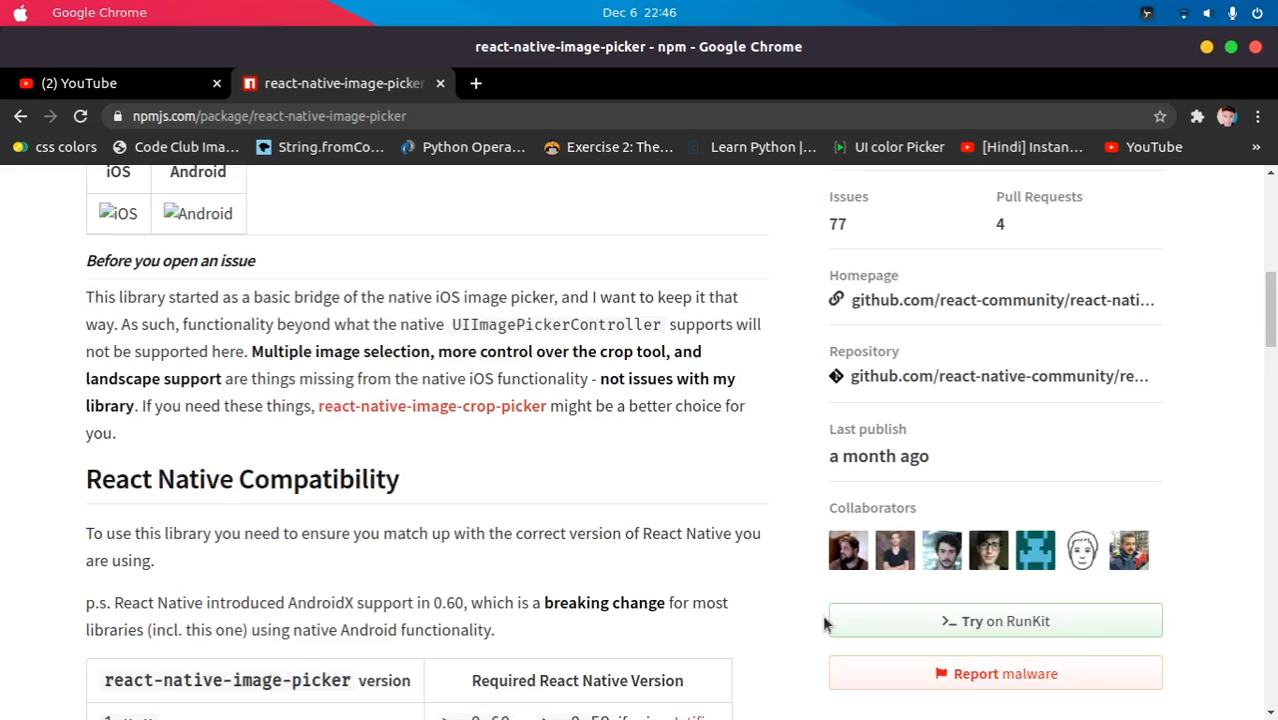 Google Chrome
Dec 6 22:46
react-native-image-picker - npm - Google Chrome
(2) YouTube
react-native-image-picker
npmjs.com/package/react-native-image-picker
css colors
Code Club Ima...
String.fromCo...
Python Opera...
Exercise 2: The...
Learn Python |...
UI color Picker
[Hindi] Instan...
YouTube
»
iOS Android
iOS Android
Before you open an issue
This library started as a basic bridge of the native iOS image picker, and I want to keep it that
way. As such, functionality beyond what the native UIImagePickerController supports will
not be supported here. Multiple image selection, more control over the crop tool, and
landscape support are things missing from the native iOS functionality - not issues with my
library. If you need these things, react-native-image-crop-picker might be a better choice for
you.
React Native Compatibility
To use this library you need to ensure you match up with the correct version of React Native you
are using.
p.s. React Native introduced AndroidX support in 0.60, which is a breaking change for most
libraries (incl. this one) using native Android functionality.
react-native-image-picker version Required React Native Version
Issues Pull Requests
77 4
Homepage
github.com/react-community/react-nati...
Repository
github.com/react-native-community/re...
Last publish
a month ago
Collaborators
Try on RunKit
Report malware